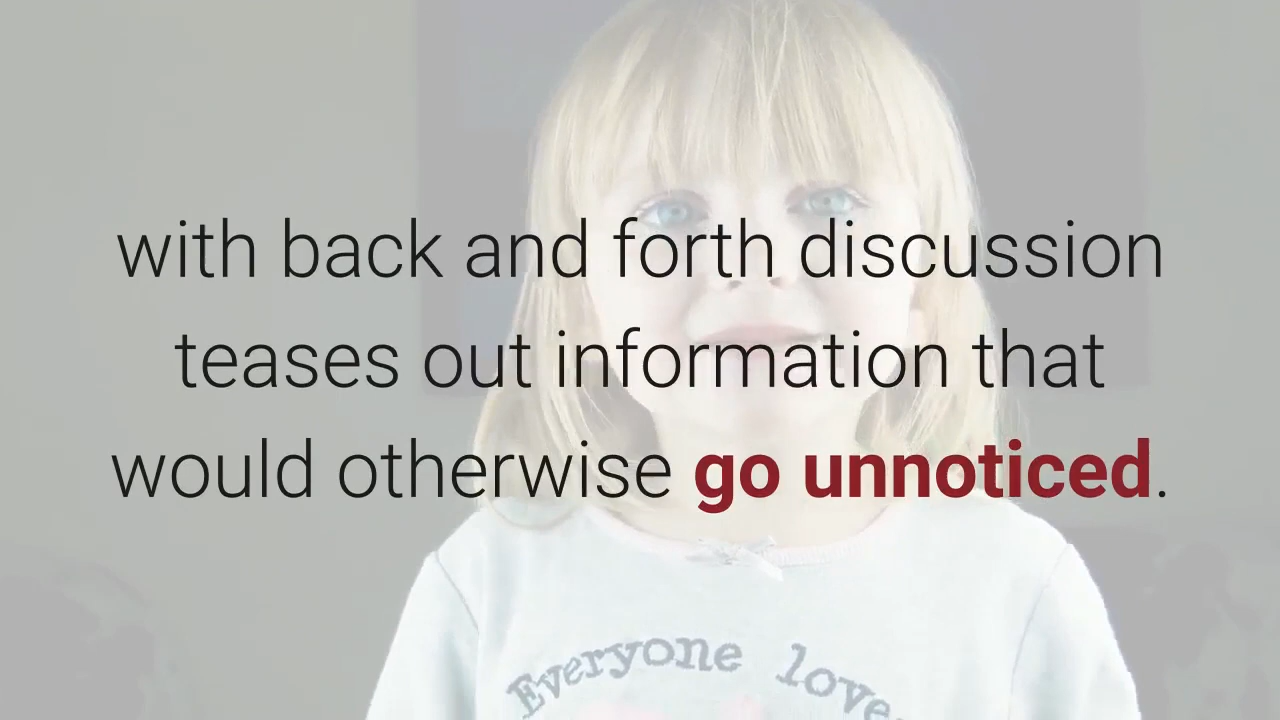 with back and forth discussion
teases out information that
would otherwise go unnoticed.
Everyone love